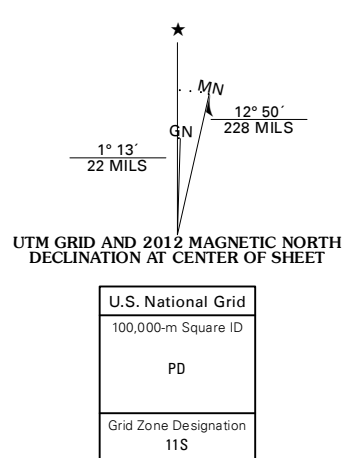 ★
MN
GN
12° 50´
228 MILS
1° 13´
22 MILS
UTM GRID AND 2012 MAGNETIC NORTH
DECLINATION AT CENTER OF SHEET
U.S. National Grid
100,000-m Square ID
PD
Grid Zone Designation
11S